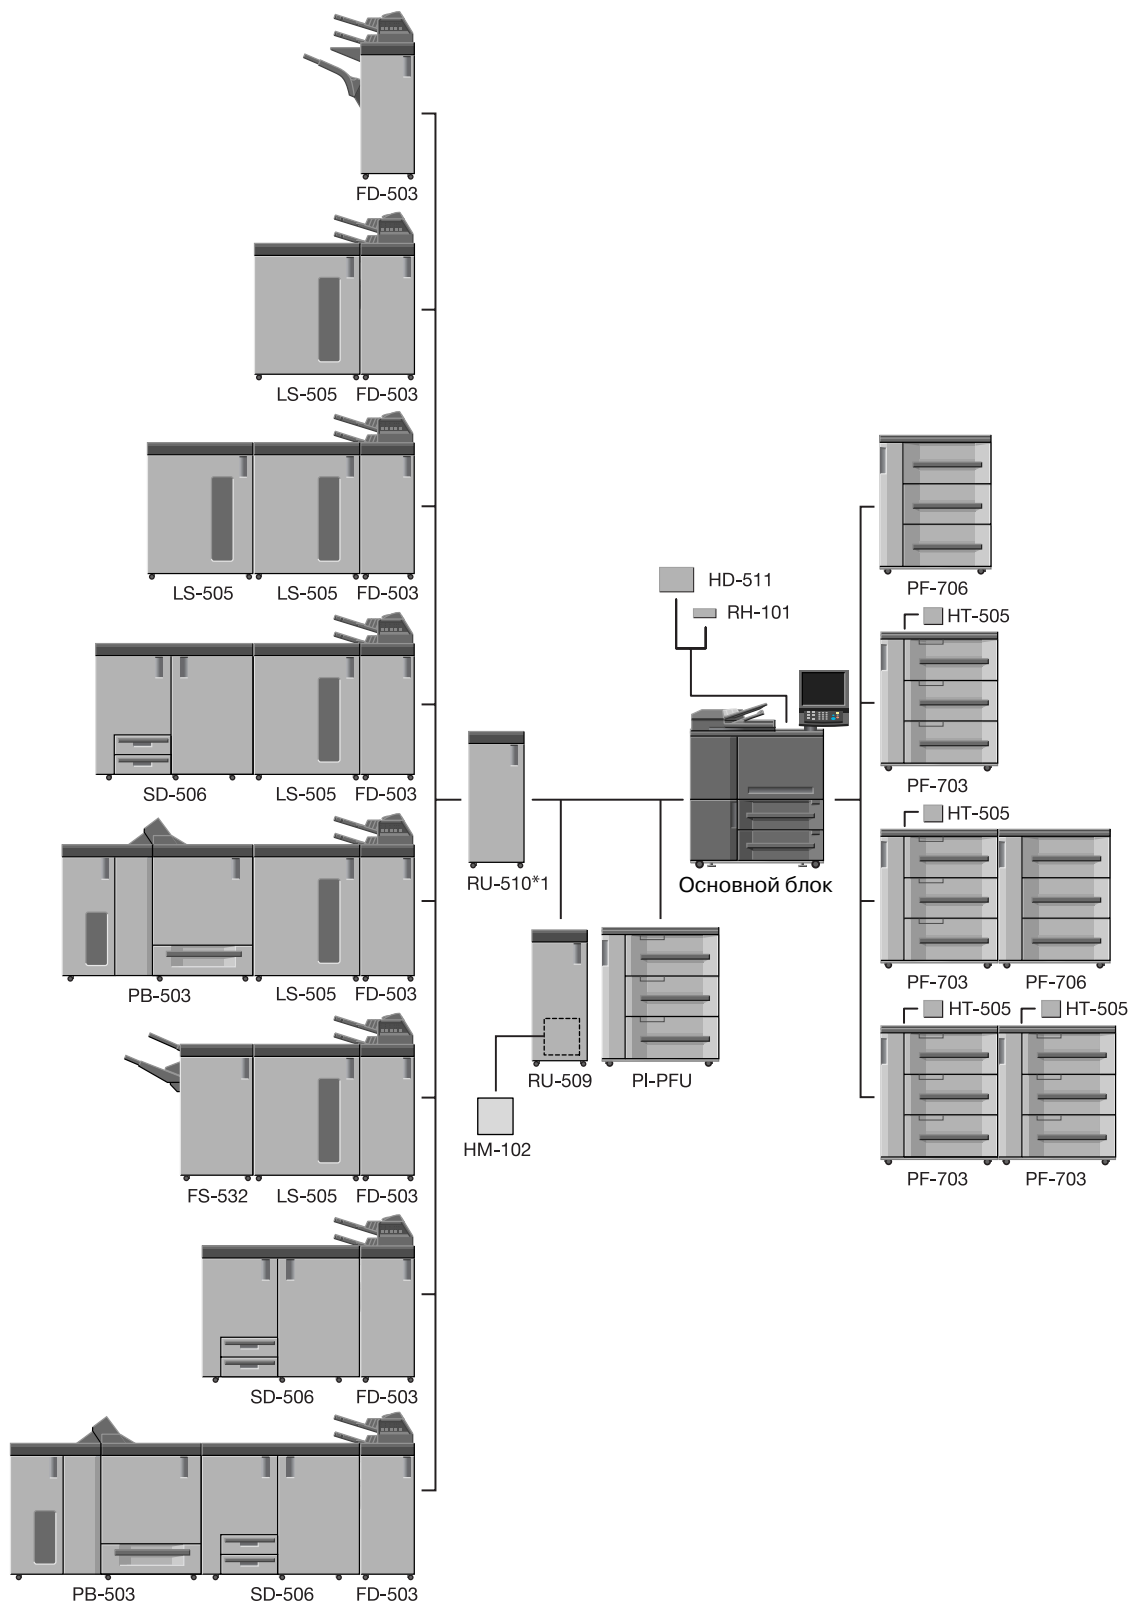 FD-503
LS-505 FD-503
LS-505 LS-505 FD-503
SD-506 LS-505 FD-503
PB-503 LS-505 FD-503
FS-532 LS-505 FD-503
SD-506 FD-503
PB-503 SD-506 FD-503
RU-510*1
HD-511
RH-101
Основной блок
RU-509 PI-PFU
HM-102
PF-706
HT-505
PF-703
HT-505
PF-703 PF-706
HT-505 HT-505
PF-703 PF-703